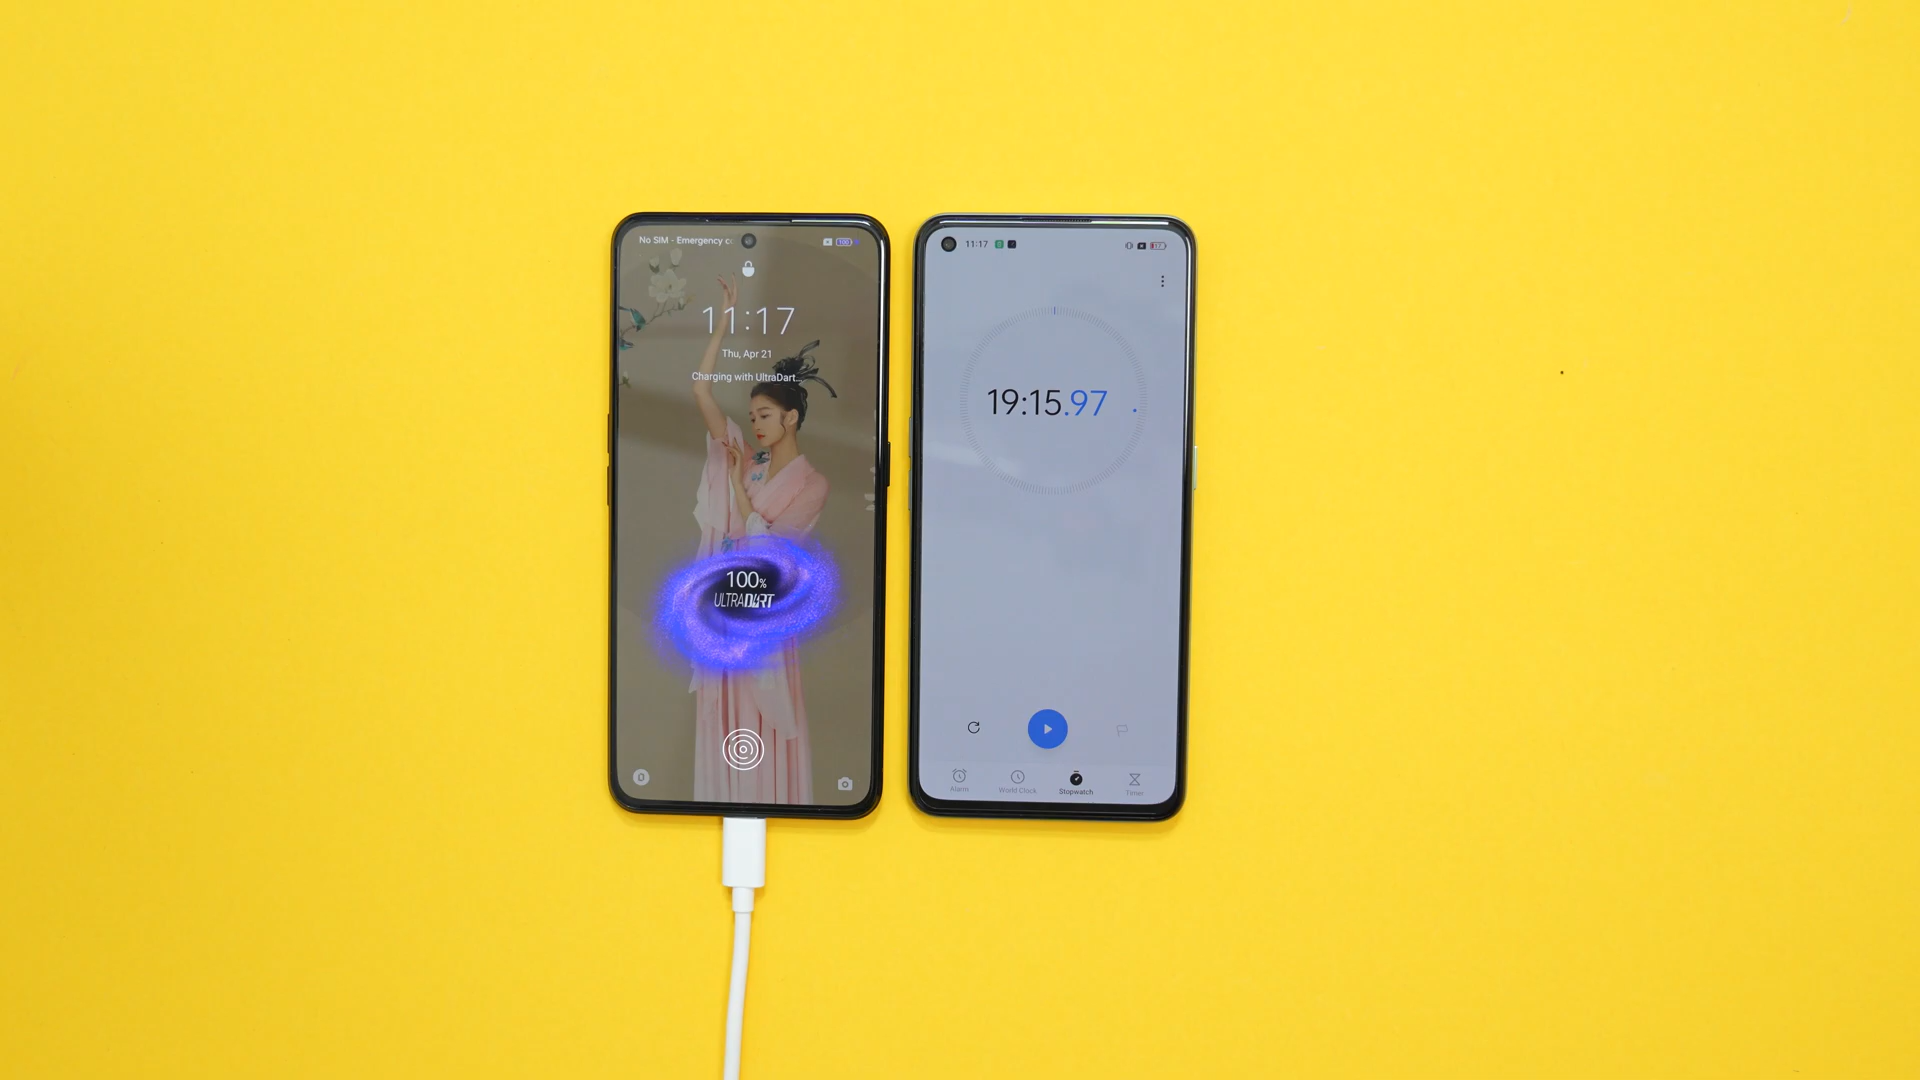 No SIM - Emergency c
100
11:17
Thu, Apr 21
Charging with UltraDart...
100%
ULTRADART
11:17
19:15.97
Alarm
World Clock
Stopwatch
Timer